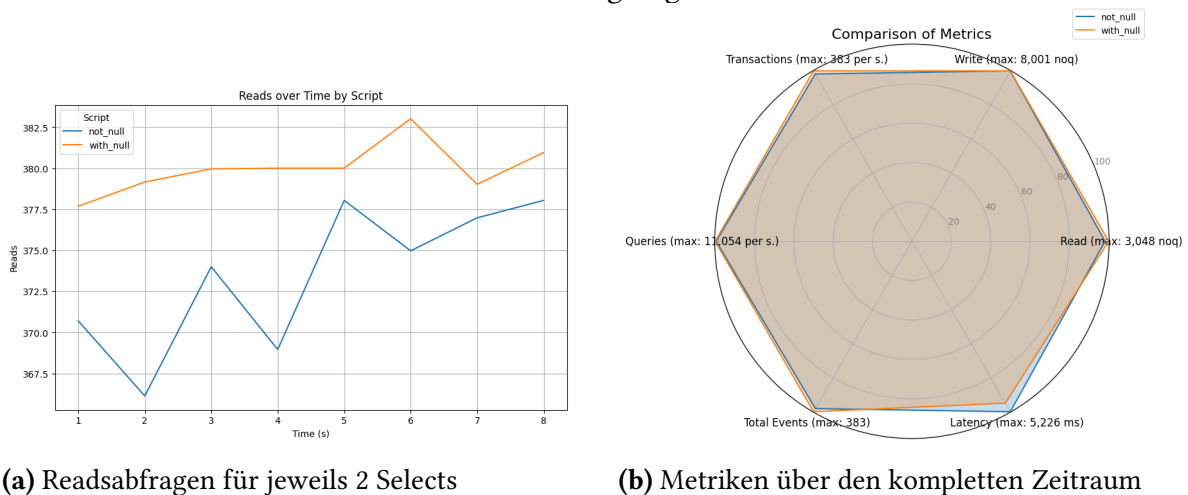 Reads over Time by Script
Script
not_null
with_null
382.5
380.0
377.5
375.0
372.5
370.0
367.5
Reads
1 2 3 4 5 6 7 8
Time (s)
(a) Readsabfragen für jeweils 2 Selects
not_null
with_null
Comparison of Metrics
Transactions (max: 383 per s.)
Write (max: 8,001 noq)
100
80
60
40
20
Queries (max: 11,054 per s.)
Read (max: 3,048 noq)
Total Events (max: 383)
Latency (max: 5,226 ms)
(b) Metriken über den kompletten Zeitraum